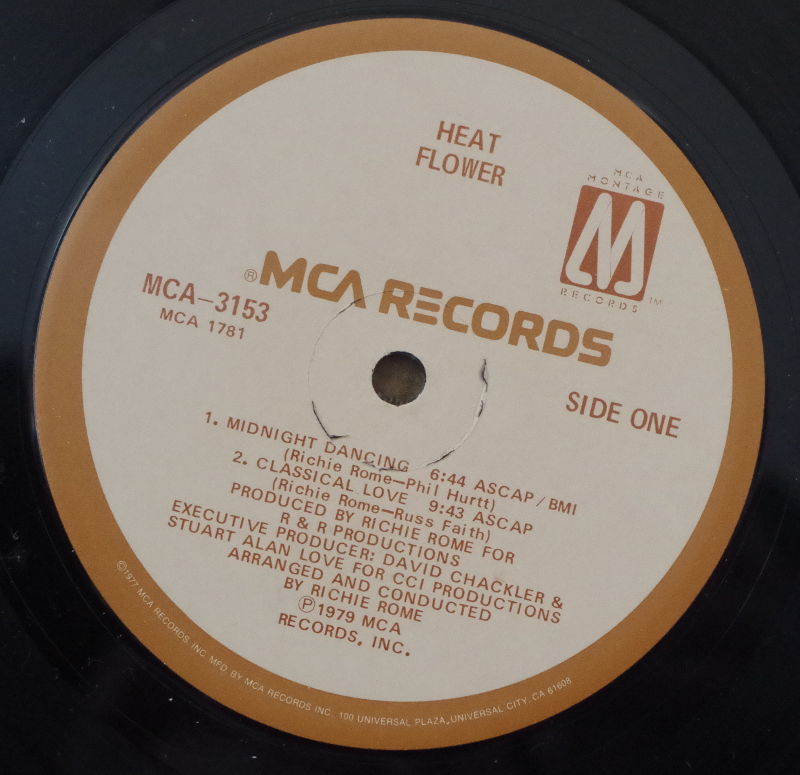 HEAT
FLOWER
MCA
MONTAGE
M
RECORDS
TM
® MCA RECORDS
MCA-3153
MCA 1781
SIDE ONE
1. MIDNIGHT DANCING 6:44 ASCAP/BMI
(Richie Rome-Phil Hurtt)
2. CLASSICAL LOVE 9:43 ASCAP
(Richie Rome-Russ Faith)
PRODUCED BY RICHIE ROME FOR
R & R PRODUCTIONS
EXECUTIVE PRODUCER: DAVID CHACKLER &
STUART ALAN LOVE FOR CCI PRODUCTIONS
ARRANGED AND CONDUCTED
BY RICHIE ROME
℗1979 MCA
RECORDS, INC.
©1977 MCA RECORDS INC. MFD BY MCA RECORDS INC. 100 UNIVERSAL PLAZA, UNIVERSAL CITY, CA 61608